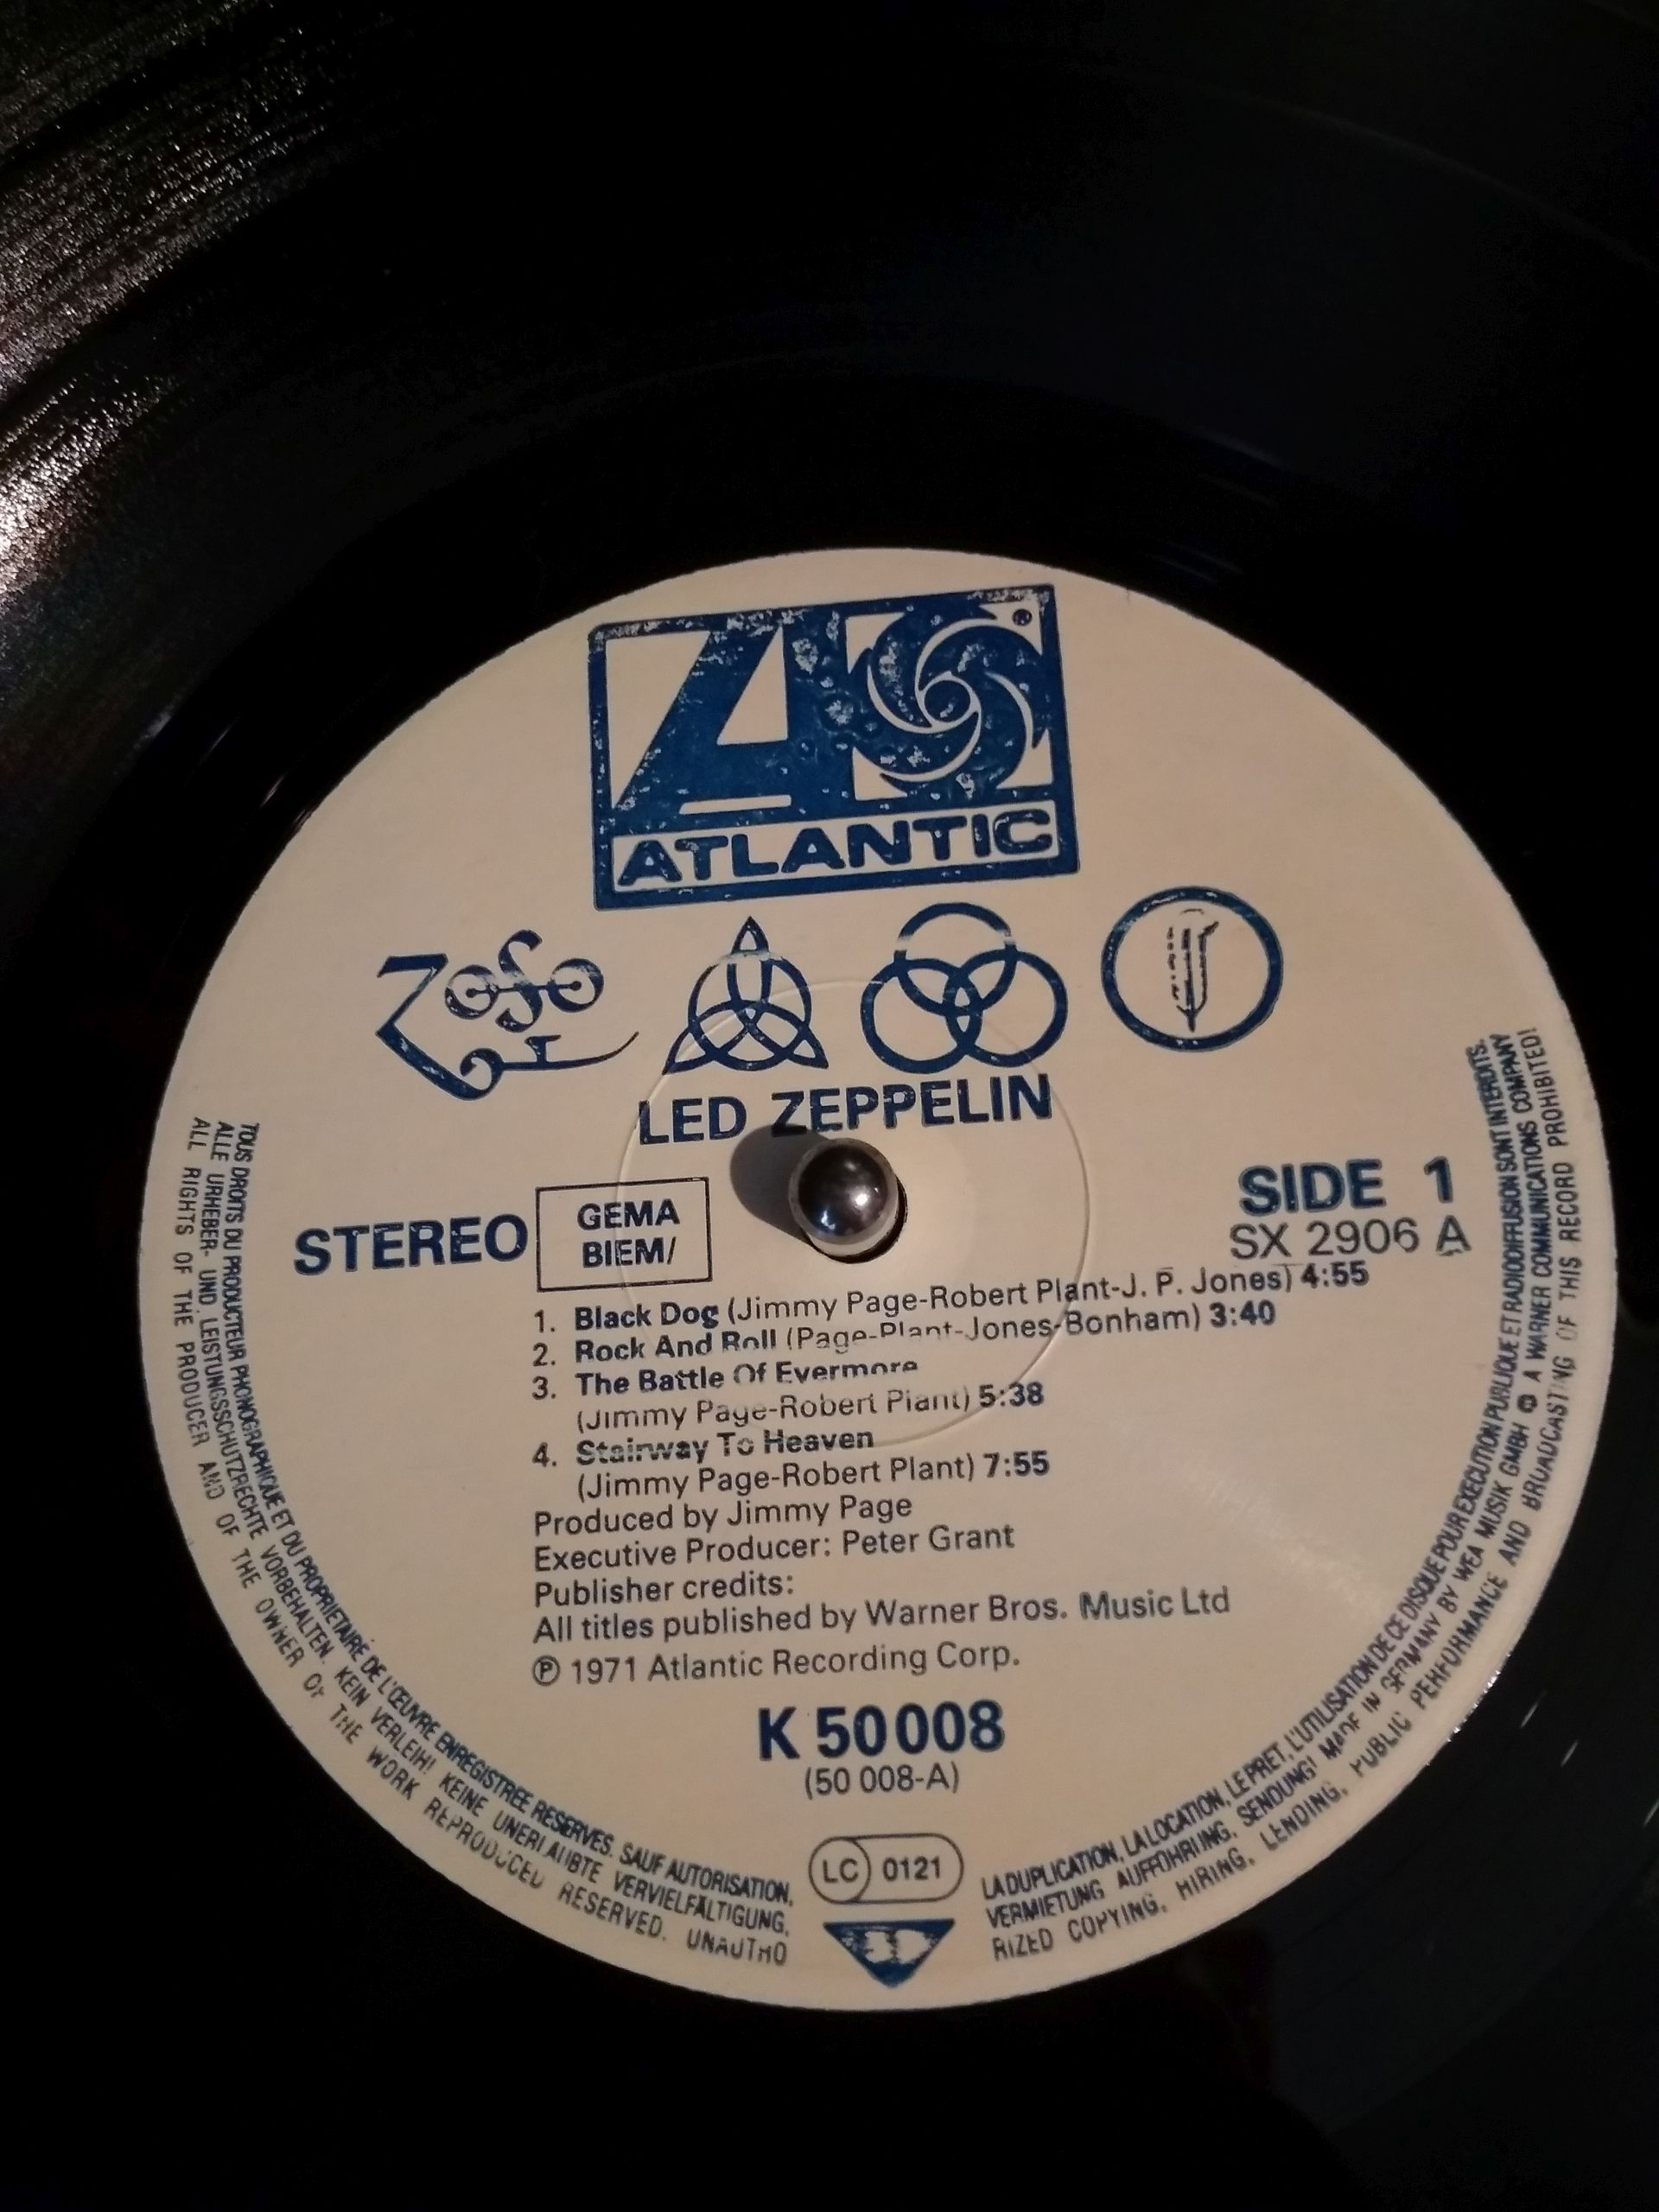 ®
ATLANTIC
ZoSo
LED ZEPPELIN
STEREO
GEMA
BIEM/
SIDE 1
SX 2906 A
1. Black Dog (Jimmy Page-Robert Plant-J. P. Jones) 4:55
2. Rock And Roll (Page-Plant-Jones-Bonham) 3:40
3. The Battle Of Evermore
(Jimmy Page-Robert Plant) 5:38
4. Stairway To Heaven
(Jimmy Page-Robert Plant) 7:55
Produced by Jimmy Page
Executive Producer: Peter Grant
Publisher credits:
All titles published by Warner Bros. Music Ltd
℗ 1971 Atlantic Recording Corp.
K 50 008
(50 008-A)
LC 0121
TOUS DROITS DU PRODUCTEUR PHONOGRAPHIQUE ET DU PROPRIETAIRE DE L'ŒUVRE ENREGISTREE RESERVES. SAUF AUTORISATION, LA DUPLICATION, LA LOCATION, LE PRET, L'UTILISATION DE CE DISQUE POUR EXECUTION PUBLIQUE ET RADIODIFFUSION SONT INTERDITS.
ALLE URHEBER- UND LEISTUNGSSCHUTZRECHTE VORBEHALTEN. KEIN VERLEIH! KEINE UNERLAUBTE VERVIELFÄLTIGUNG, VERMIETUNG, AUFFÜHRUNG, SENDUNG! MADE IN GERMANY BY WEA MUSIK GMBH A WARNER COMMUNICATIONS COMPANY
ALL RIGHTS OF THE PRODUCER AND OF THE OWNER OF THE WORK REPRODUCED RESERVED. UNAUTHORIZED COPYING, HIRING, LENDING, PUBLIC PERFORMANCE AND BROADCASTING OF THIS RECORD PROHIBITED!